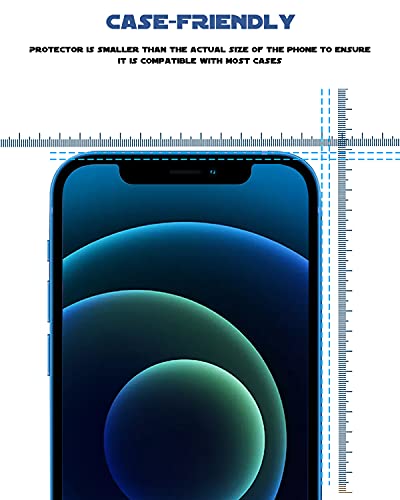 CASE-FRIENDLY
PROTECTOR IS SMALLER THAN THE ACTUAL SIZE OF THE PHONE TO ENSURE
IT IS COMPATIBLE WITH MOST CASES